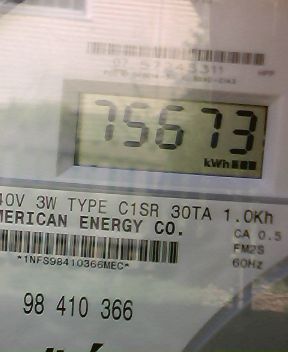 75673
kWh
40V 3W TYPE C1SR 30TA 1.0Kh
MERICAN ENERGY CO.
CA 0.5
FM2S
60Hz
*1NFS98410366MEC*
98 410 366